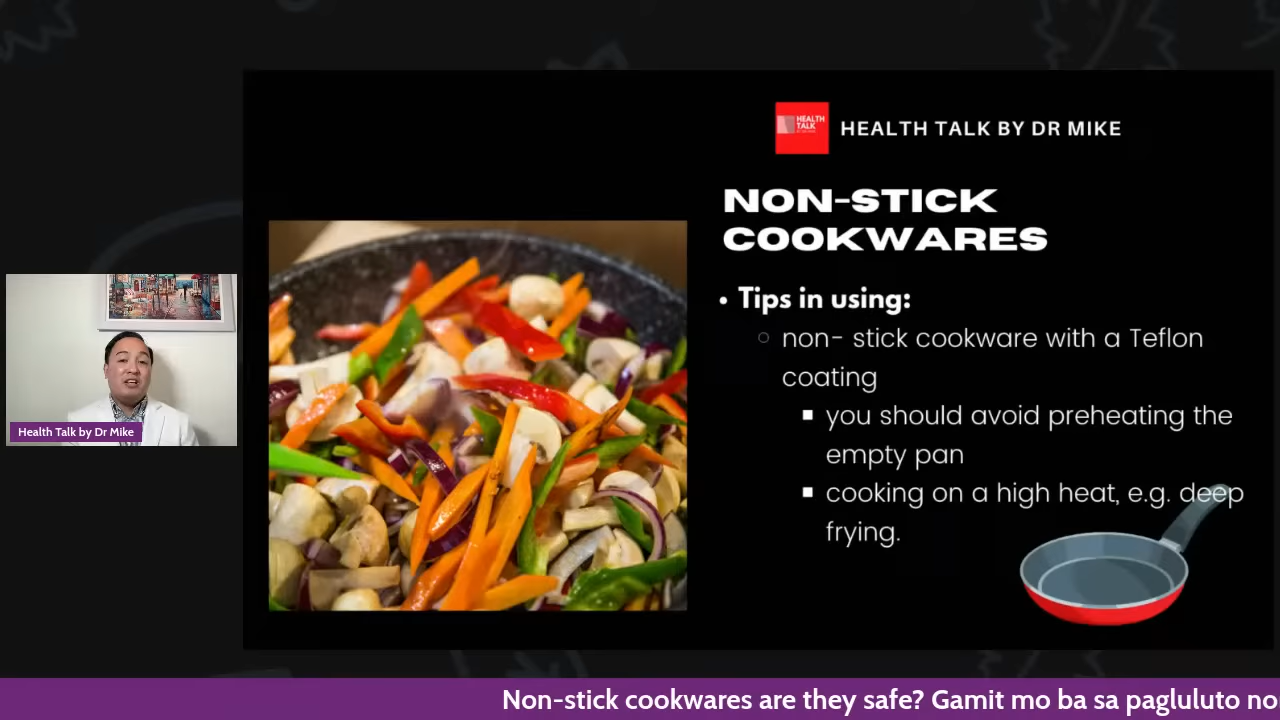 HEALTH
TALK
HEALTH TALK BY DR MIKE
NON-STICK
COOKWARES
• Tips in using:
non- stick cookware with a Teflon
coating
you should avoid preheating the
empty pan
cooking on a high heat, e.g. deep
frying.
Health Talk by Dr Mike
Non-stick cookwares are they safe? Gamit mo ba sa pagluluto no